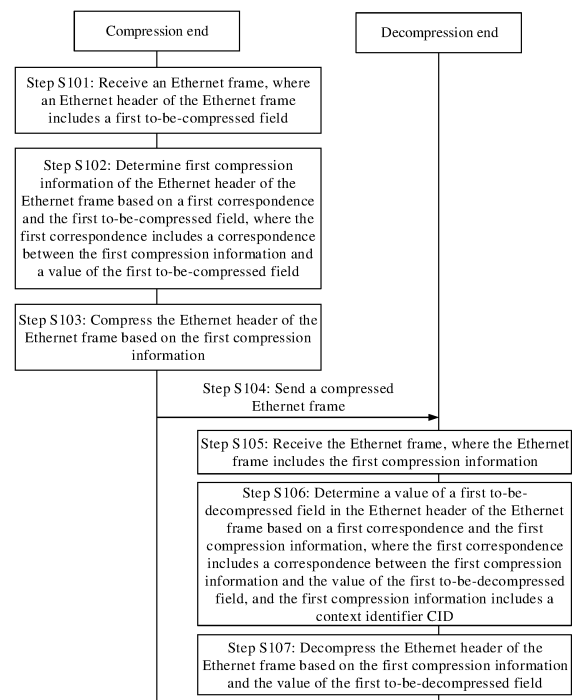 Compression end
Decompression end
Step S101: Receive an Ethernet frame, where
an Ethernet header of the Ethernet frame
includes a first to-be-compressed field
Step S102: Determine first compression
information of the Ethernet header of the
Ethernet frame based on a first correspondence
and the first to-be-compressed field, where the
first correspondence includes a correspondence
between the first compression information and
a value of the first to-be-compressed field
Step S103: Compress the Ethernet header of the
Ethernet frame based on the first compression
information
Step S104: Send a compressed
Ethernet frame
Step S105: Receive the Ethernet frame, where the Ethernet
frame includes the first compression information
Step S106: Determine a value of a first to-be-
decompressed field in the Ethernet header of the Ethernet
frame based on a first correspondence and the first
compression information, where the first correspondence
includes a correspondence between the first compression
information and the value of the first to-be-decompressed
field, and the first compression information includes a
context identifier CID
Step S107: Decompress the Ethernet header of the
Ethernet frame based on the first compression information
and the value of the first to-be-decompressed field